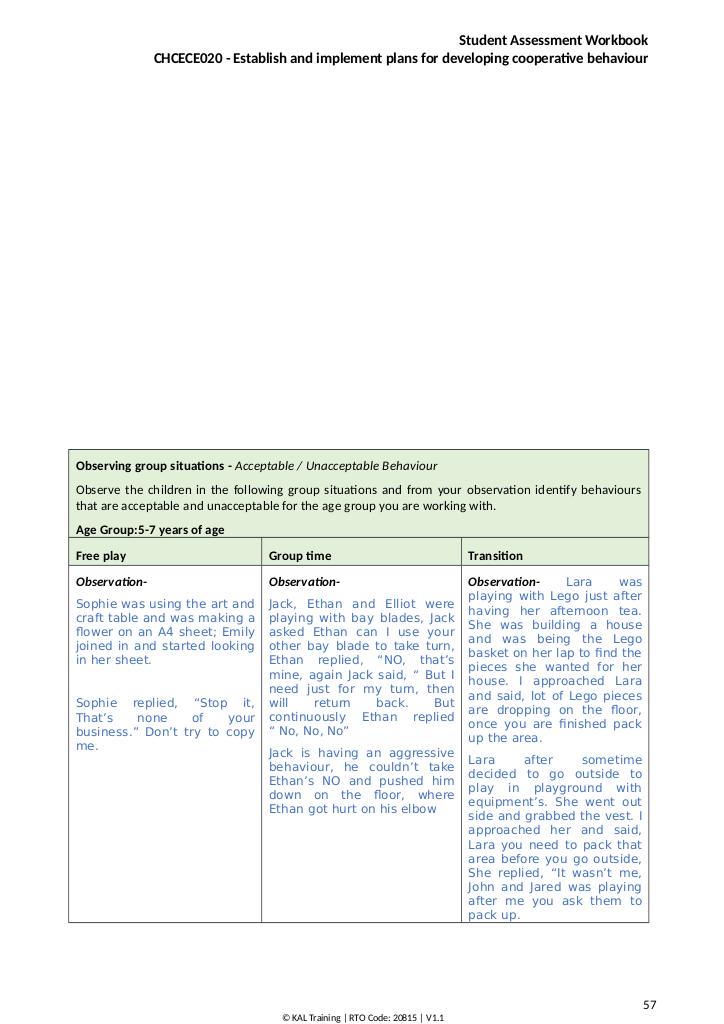 Student Assessment Workbook
CHCECE020 - Establish and implement plans for developing cooperative behaviour
Observing group situations - Acceptable / Unacceptable Behaviour
Observe the children in the following group situations and from your observation identify behaviours
that are acceptable and unacceptable for the age group you are working with.
Age Group:5-7 years of age
Free play
Group time
Transition
Observation-
Sophie was using the art and
craft table and was making a
flower on an A4 sheet; Emily
joined in and started looking
in her sheet.
Sophie replied, “Stop it,
That’s none of your
business.” Don’t try to copy
me.
Observation-
Jack, Ethan and Elliot were
playing with bay blades, Jack
asked Ethan can I use your
other bay blade to take turn,
Ethan replied, “NO, that’s
mine, again Jack said, “ But I
need just for my turn, then
will return back. But
continuously Ethan replied
“ No, No, No”
Jack is having an aggressive
behaviour, he couldn’t take
Ethan’s NO and pushed him
down on the floor, where
Ethan got hurt on his elbow
Observation- Lara was
playing with Lego just after
having her afternoon tea.
She was building a house
and was being the Lego
basket on her lap to find the
pieces she wanted for her
house. I approached Lara
and said, lot of Lego pieces
are dropping on the floor,
once you are finished pack
up the area.
Lara after sometime
decided to go outside to
play in playground with
equipment’s. She went out
side and grabbed the vest. I
approached her and said,
Lara you need to pack that
area before you go outside,
She replied, “It wasn’t me,
John and Jared was playing
after me you ask them to
pack up.
57
© KAL Training | RTO Code: 20815 | V1.1